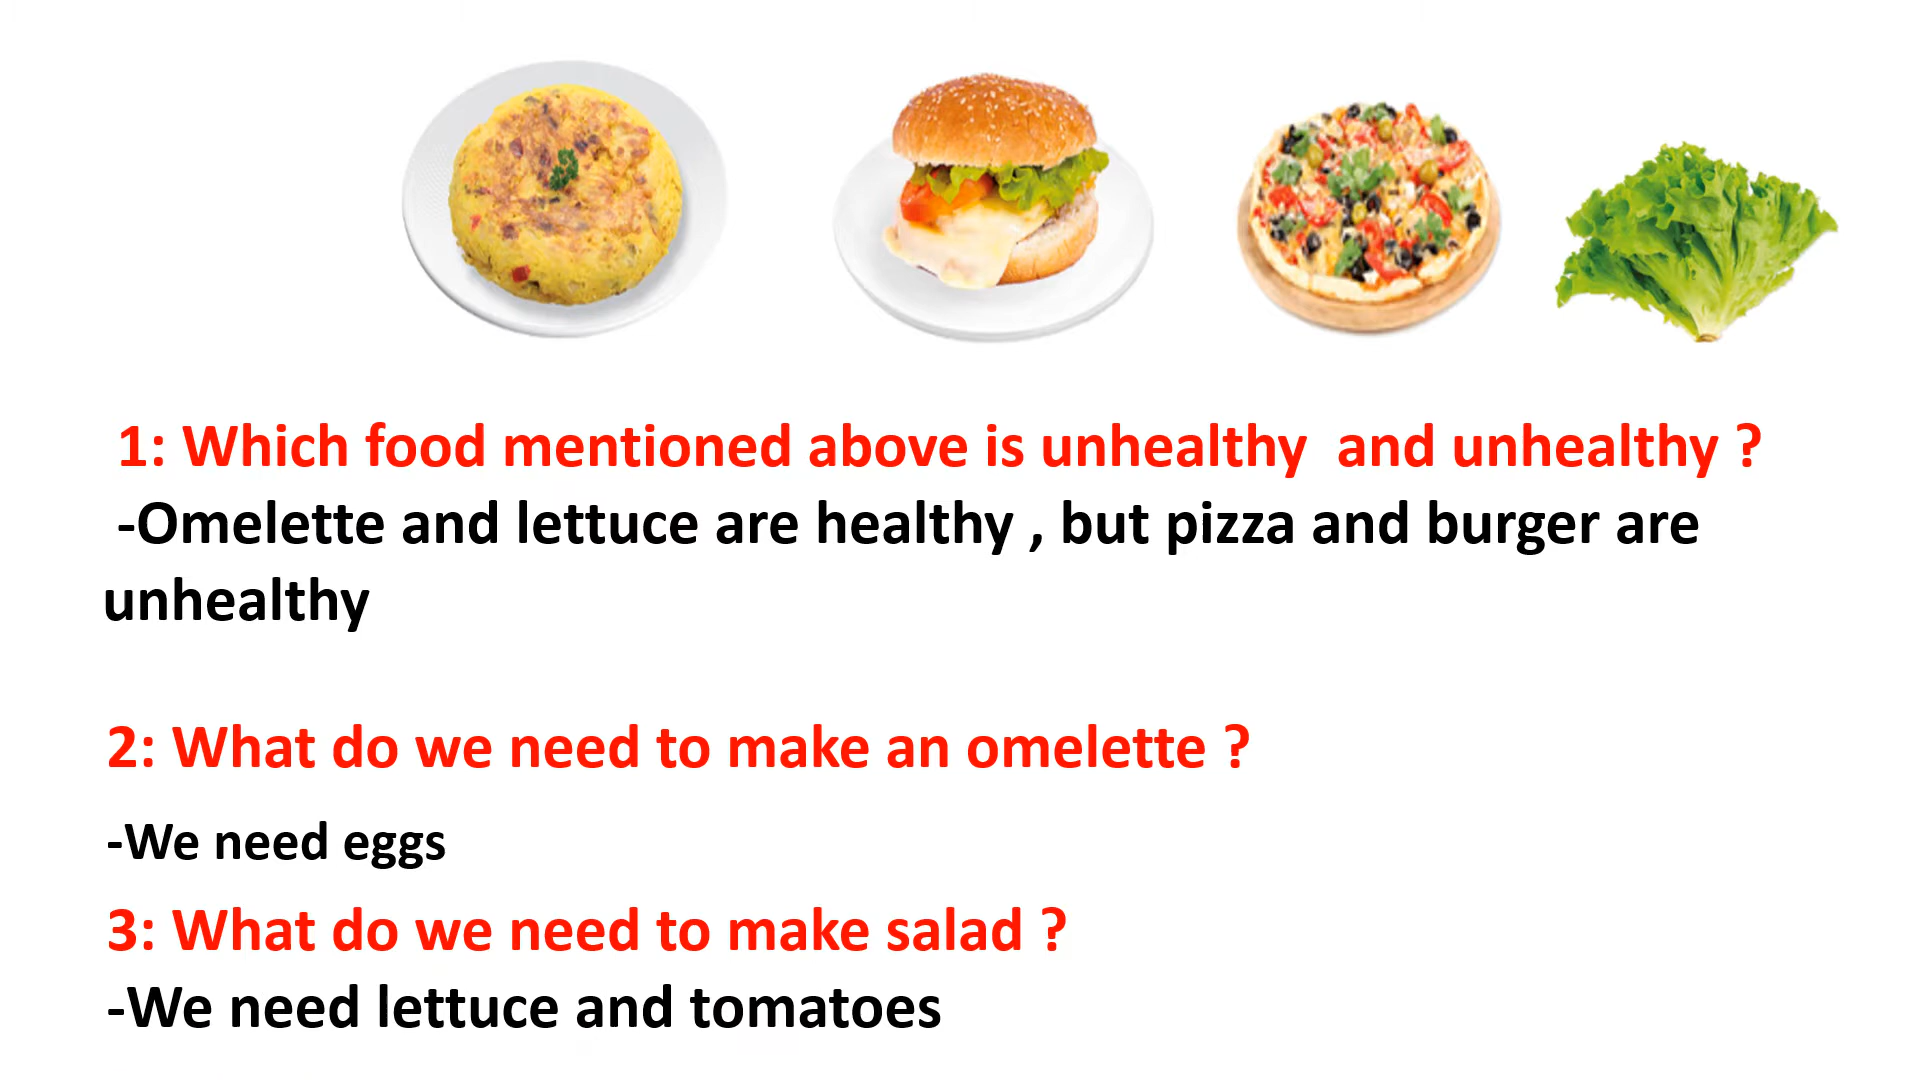 1: Which food mentioned above is unhealthy  and unhealthy ?
-Omelette and lettuce are healthy , but pizza and burger are
unhealthy
2: What do we need to make an omelette ?
-We need eggs
3: What do we need to make salad ?
-We need lettuce and tomatoes